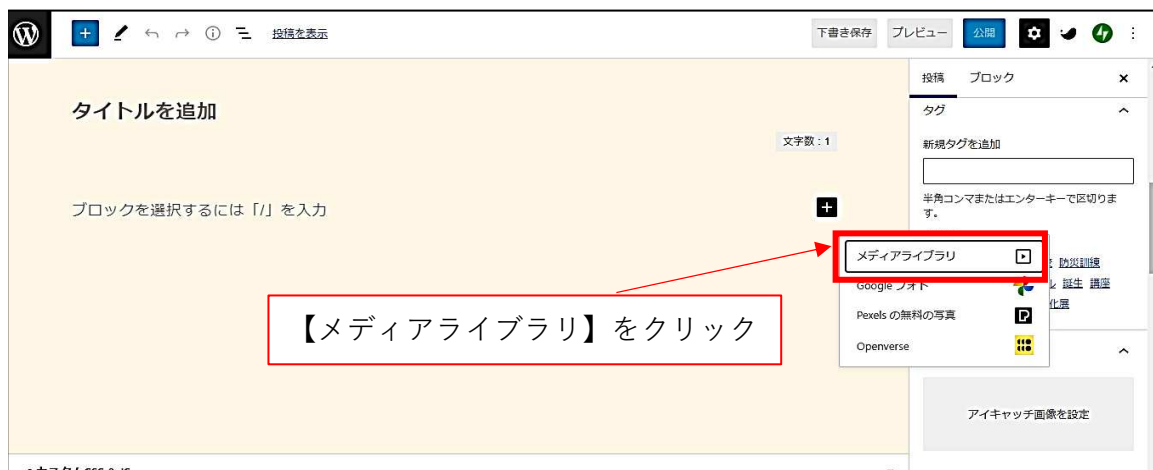 投稿を表示
下書き保存 プレビュー 公開
投稿 ブロック
タイトルを追加
タグ
文字数：1
新規タグを追加
ブロックを選択するには「/」を入力
半角コンマまたはエンターキーで区切りま
す。
メディアライブラリ
防災訓練
Google フォト
誕生 講座
Pexels の無料の写真
化展
【メディアライブラリ】をクリック
Openverse
アイキャッチ画像を設定